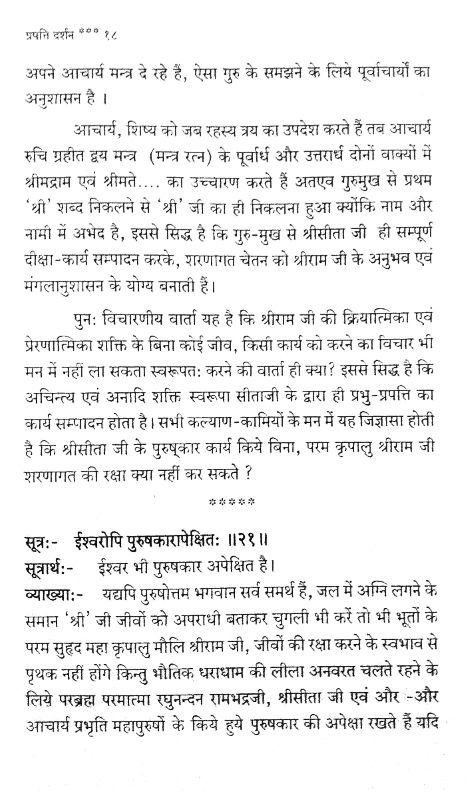 प्रपत्ति दर्शन *** १८
अपने आचार्य मन्त्र दे रहे हैं, ऐसा गुरु के समझने के लिये पूर्वाचार्यों का
अनुशासन है ।
आचार्य, शिष्य को जब रहस्य त्रय का उपदेश करते हैं तब आचार्य
रुचि ग्रहीत द्वय मन्त्र (मन्त्र रत्न) के पूर्वार्ध और उत्तरार्ध दोनों वाक्यों में
श्रीमद्राम एवं श्रीमते.... का उच्चारण करते हैं अतएव गुरुमुख से प्रथम
‘श्री’ शब्द निकलने से ‘श्री’ जी का ही निकलना हुआ क्योंकि नाम और
नामी में अभेद है, इससे सिद्ध है कि गुरु-मुख से श्रीसीता जी ही सम्पूर्ण
दीक्षा-कार्य सम्पादन करके, शरणागत चेतन को श्रीराम जी के अनुभव एवं
मंगलानुशासन के योग्य बनाती हैं।
पुनः विचारणीय वार्ता यह है कि श्रीराम जी की क्रियात्मिका एवं
प्रेरणात्मिका शक्ति के बिना कोई जीव, किसी कार्य को करने का विचार भी
मन में नहीं ला सकता स्वरूपतः करने की वार्ता ही क्या? इससे सिद्ध है कि
अचिन्त्य एवं अनादि शक्ति स्वरूपा सीताजी के द्वारा ही प्रभु-प्रपत्ति का
कार्य सम्पादन होता है। सभी कल्याण-कामियों के मन में यह जिज्ञासा होती
है कि श्रीसीता जी के पुरुष्कार कार्य किये बिना, परम कृपालु श्रीराम जी
शरणागत की रक्षा क्या नहीं कर सकते ?
*****
सूत्रः- ईश्वरोपि पुरुषकारापेक्षितः ॥२१॥
सूत्रार्थः- ईश्वर भी पुरुषकार अपेक्षित है।
व्याख्याः- यद्यपि पुरुषोत्तम भगवान सर्व समर्थ हैं, जल में अग्नि लगने के
समान ‘श्री’ जी जीवों को अपराधी बताकर चुगली भी करें तो भी भूतों के
परम सुहृद महा कृपालु मौलि श्रीराम जी, जीवों की रक्षा करने के स्वभाव से
पृथक नहीं होंगे किन्तु भौतिक धराधाम की लीला अनवरत चलते रहने के
लिये परब्रह्म परमात्मा रघुनन्दन रामभद्रजी, श्रीसीता जी एवं और -और
आचार्य प्रभृति महापुरुषों के किये हुये पुरुषकार की अपेक्षा रखते हैं यदि